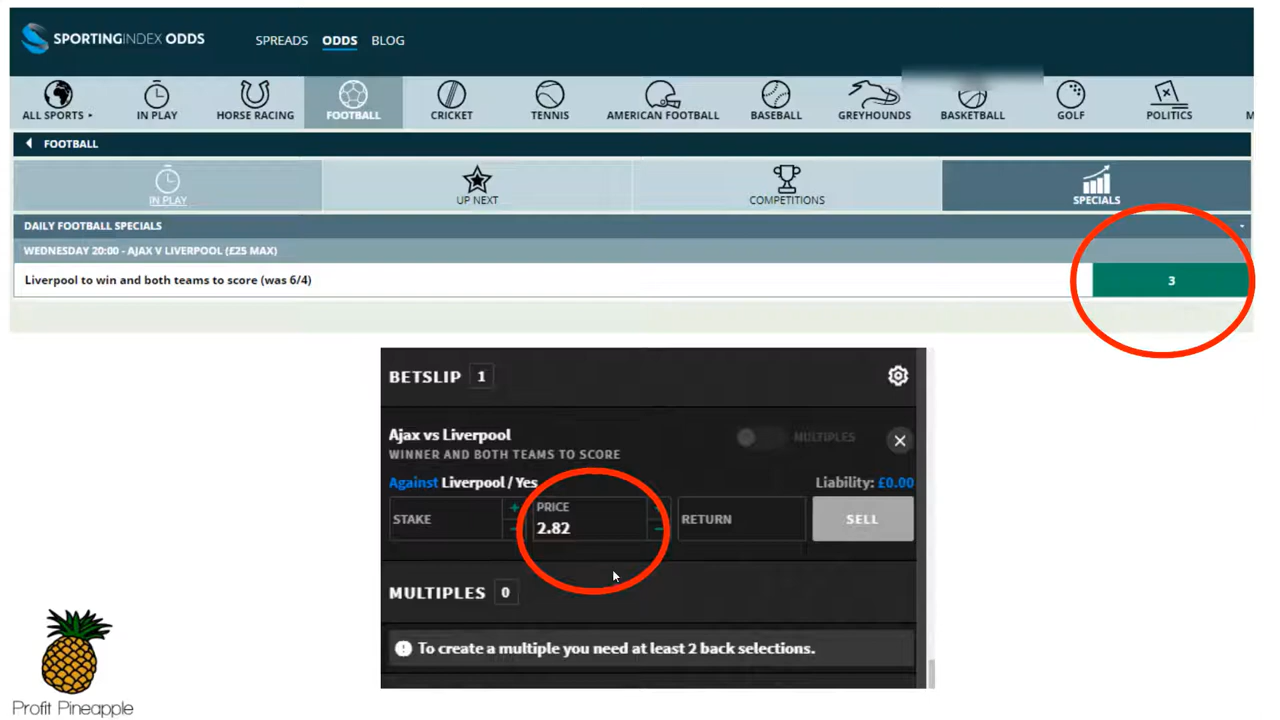 SPORTINGINDEX ODDS SPREADS ODDS BLOG
ALL SPORTS IN PLAY HORSE RACING FOOTBALL CRICKET TENNIS AMERICAN FOOTBALL BASEBALL GREYHOUNDS BASKETBALL GOLF POLITICS M
FOOTBALL
IN PLAY UP NEXT COMPETITIONS SPECIALS
DAILY FOOTBALL SPECIALS
WEDNESDAY 20:00 - AJAX V LIVERPOOL (£25 MAX)
Liverpool to win and both teams to score (was 6/4) 3
BETSLIP 1
Ajax vs Liverpool MULTIPLES
WINNER AND BOTH TEAMS TO SCORE
Against Liverpool / Yes Liability: £0.00
STAKE PRICE 2.82 RETURN SELL
MULTIPLES 0
To create a multiple you need at least 2 back selections.
Profit Pineapple